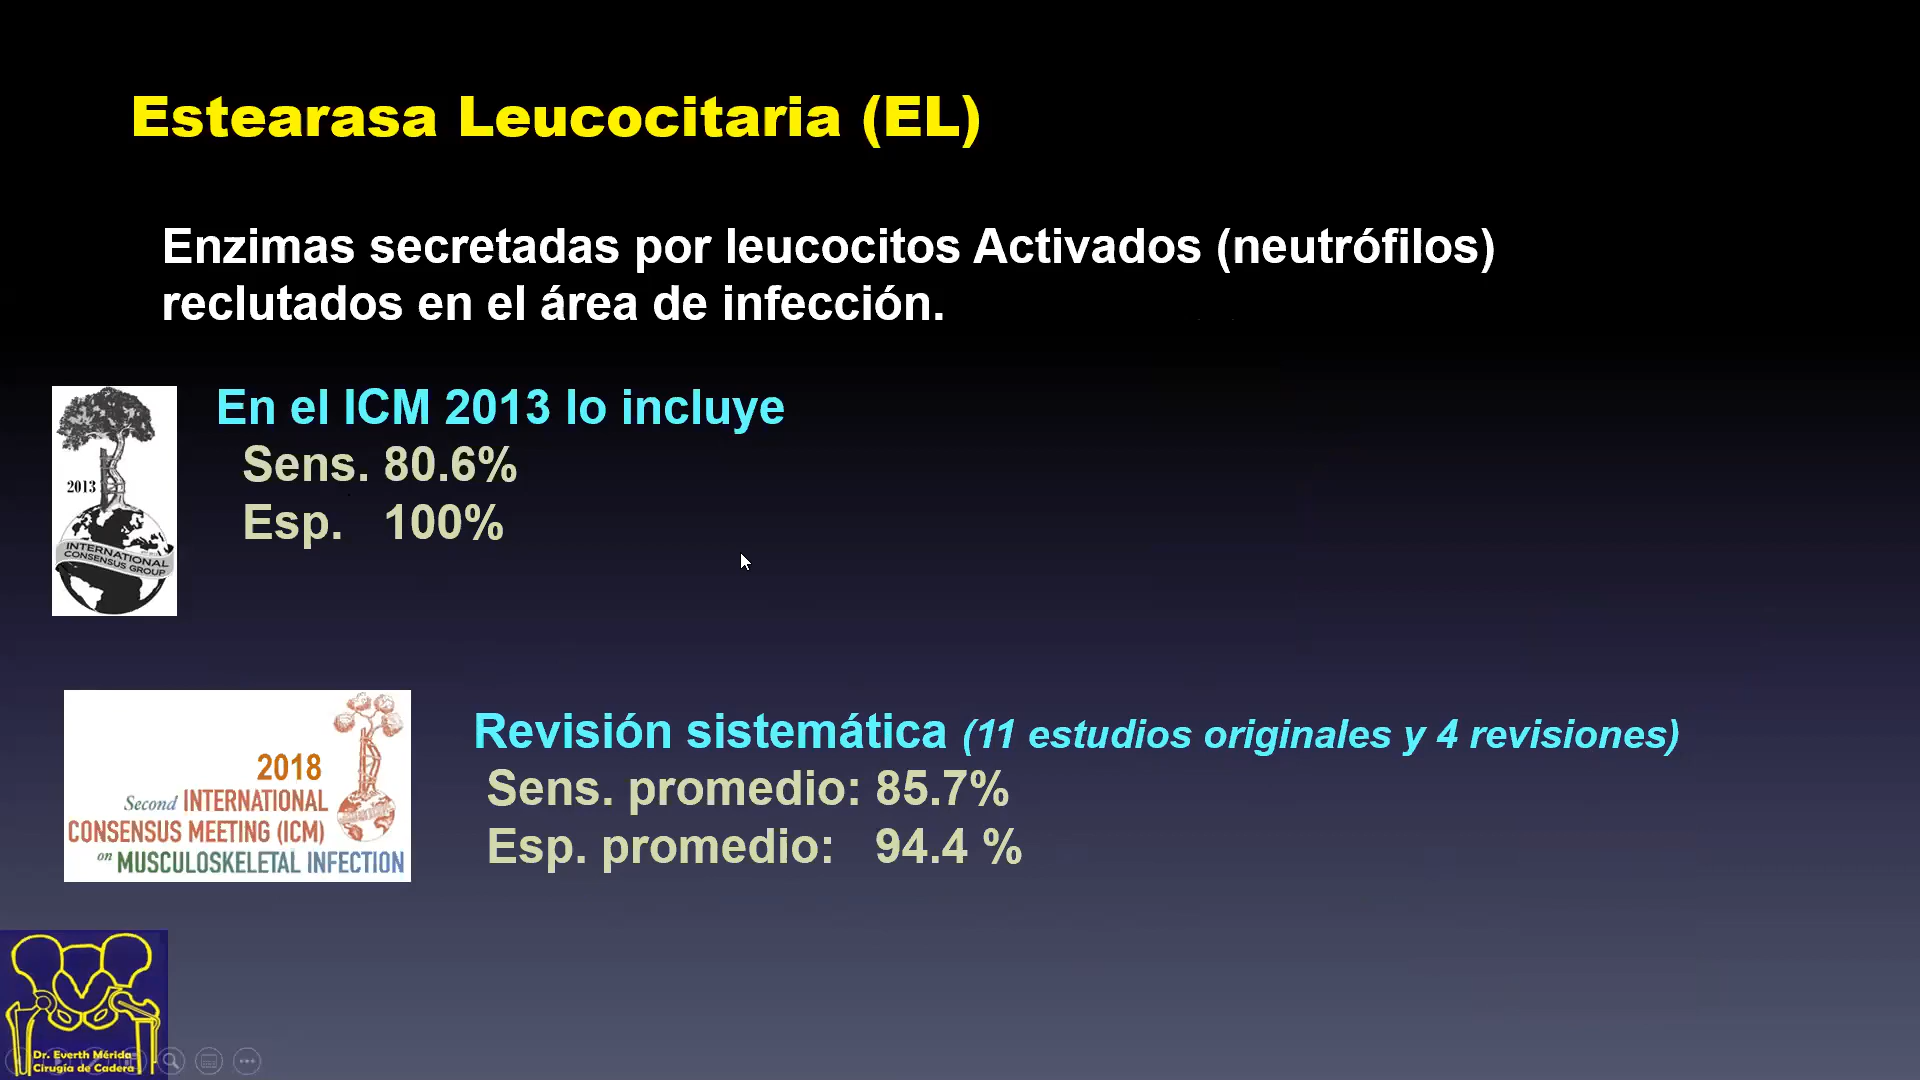 Estearasa Leucocitaria (EL)
Enzimas secretadas por leucocitos Activados (neutrófilos)
reclutados en el área de infección.
2013
INTERNATIONAL
CONSENSUS GROUP
En el ICM 2013 lo incluye
Sens. 80.6%
Esp. 100%
2018
Second INTERNATIONAL
CONSENSUS MEETING (ICM)
on MUSCULOSKELETAL INFECTION
Revisión sistemática (11 estudios originales y 4 revisiones)
Sens. promedio: 85.7%
Esp. promedio: 94.4 %
Dr. Everth Mérida
Cirugía de Cadera